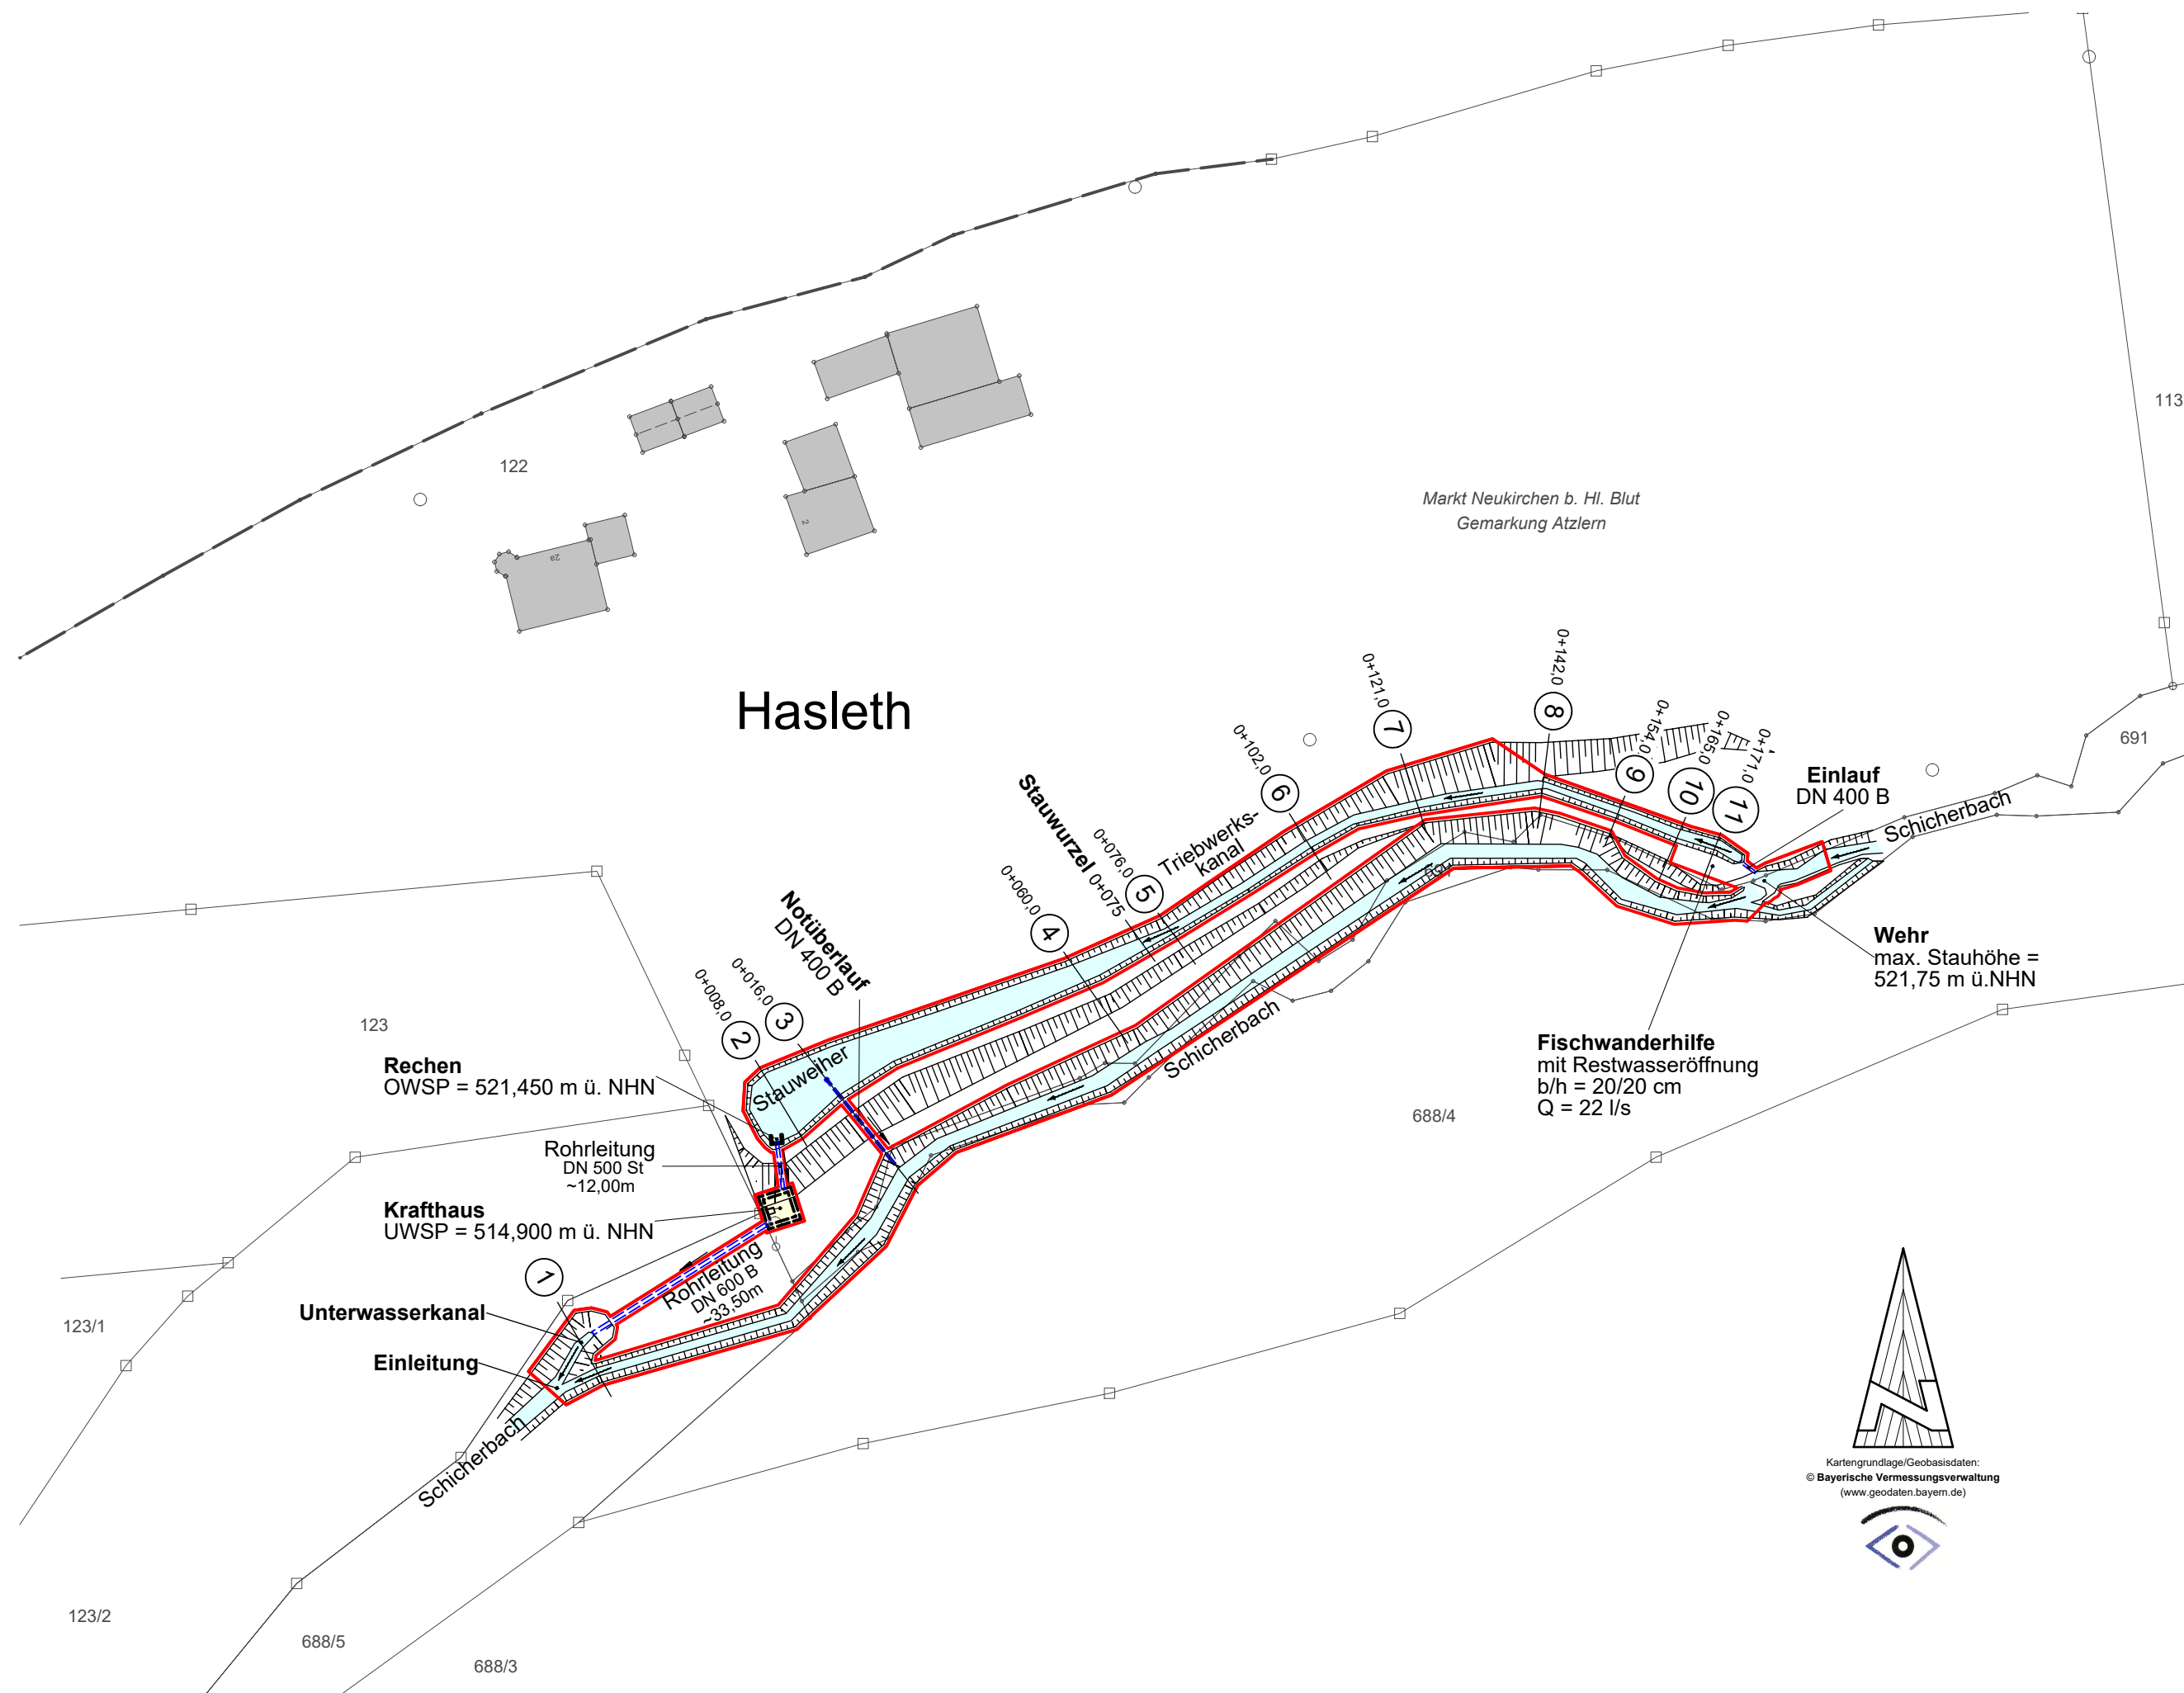 113
122
2
2a
Markt Neukirchen b. Hl. Blut
Gemarkung Atzlern
Hasleth
691
0+142,0
8
0+121,0
7
0+154,0
9
0+165,0
10
0+171,0
11
0+102,0
6
Einlauf
DN 400 B
Schicherbach
Stauwurzel 0+075
0+076,0
5
Triebwerks-
kanal
691
0+060,0
4
Notüberlauf
DN 400 B
0+016,0
3
0+008,0
2
Wehr
max. Stauhöhe =
521,75 m ü.NHN
123
Rechen
OWSP = 521,450 m ü. NHN
Stauweiher
Schicherbach
Fischwanderhilfe
mit Restwasseröffnung
b/h = 20/20 cm
Q = 22 l/s
688/4
Rohrleitung
DN 500 St
~12,00m
Krafthaus
UWSP = 514,900 m ü. NHN
Rohrleitung
DN 600 B
~33,50m
1
Unterwasserkanal
123/1
Einleitung
Schicherbach
N
Kartengrundlage/Geobasisdaten:
© Bayerische Vermessungsverwaltung
(www.geodaten.bayern.de)
123/2
688/5
688/3